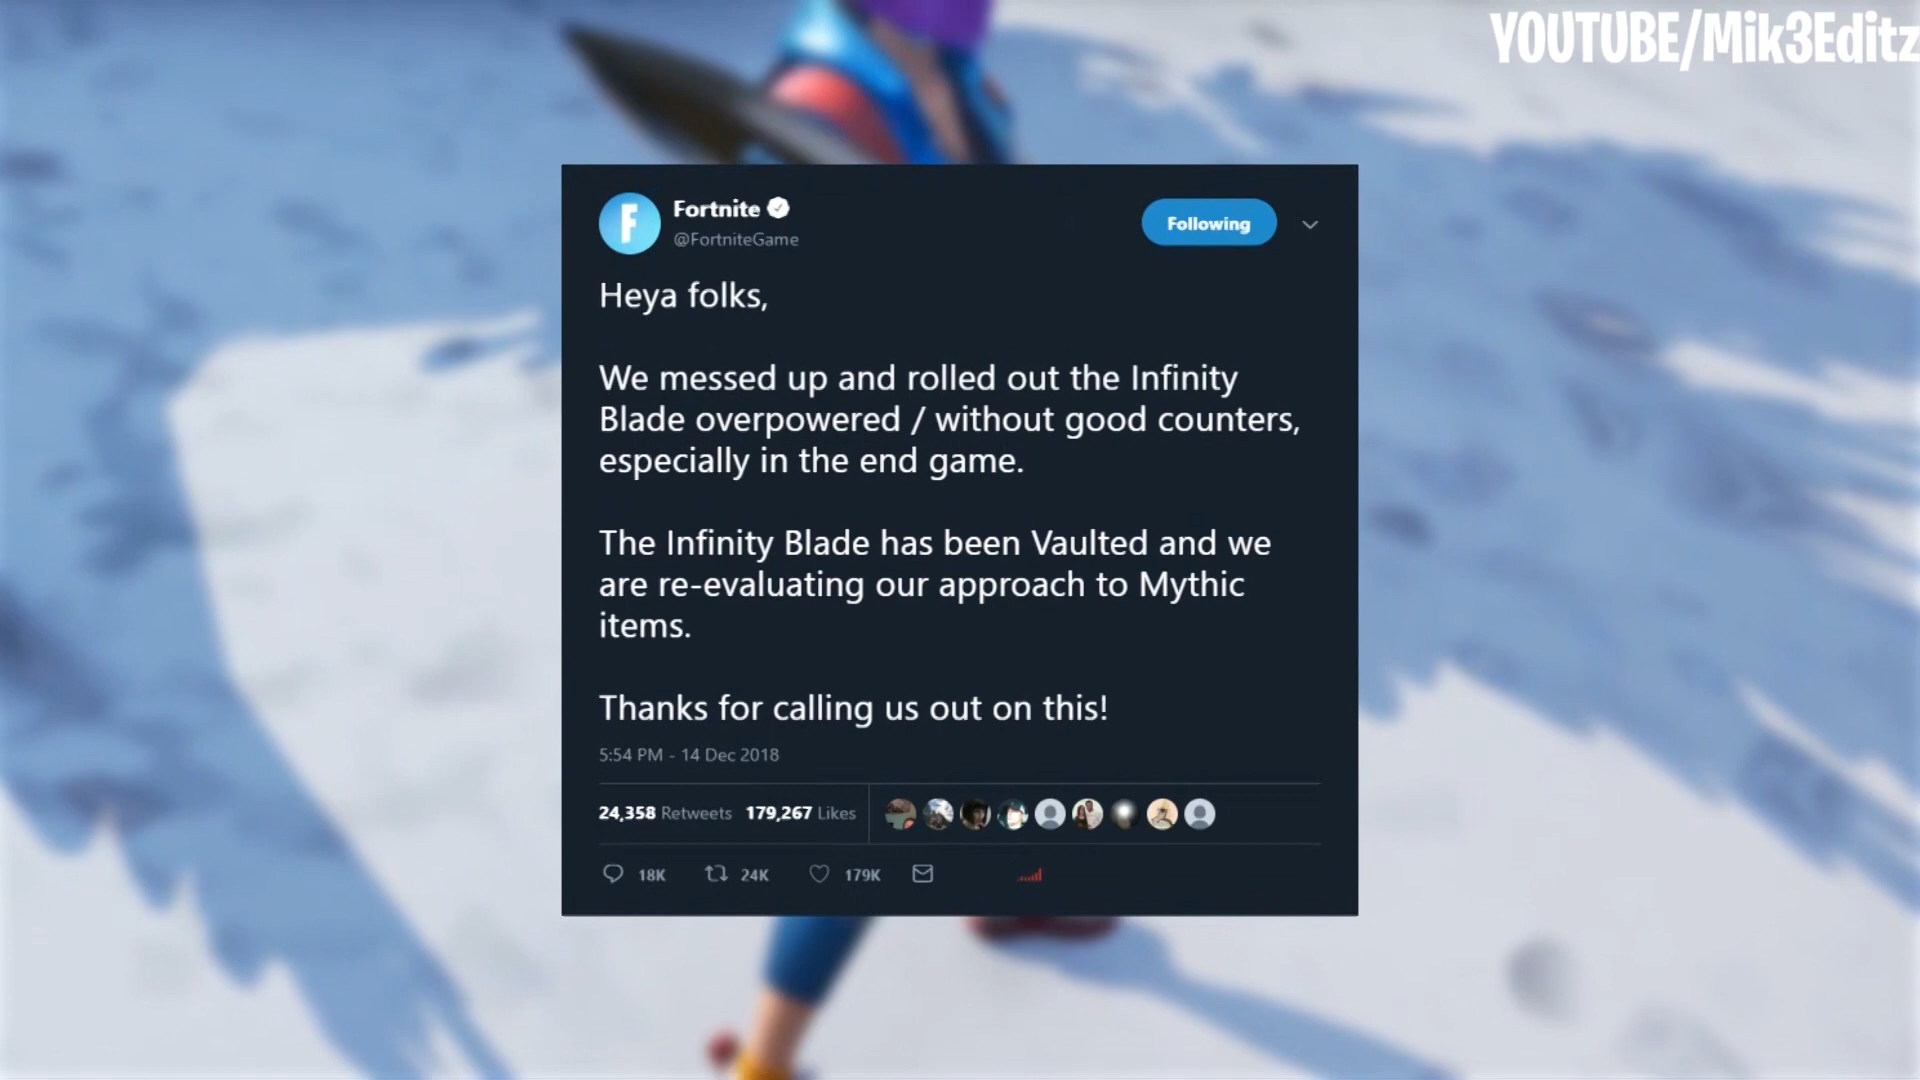 YOUTUBE/Mik3Editz
F
Fortnite
@FortniteGame
Following
Heya folks,
We messed up and rolled out the Infinity
Blade overpowered / without good counters,
especially in the end game.
The Infinity Blade has been Vaulted and we
are re-evaluating our approach to Mythic
items.
Thanks for calling us out on this!
5:54 PM - 14 Dec 2018
24,358 Retweets 179,267 Likes
18K 24K 179K